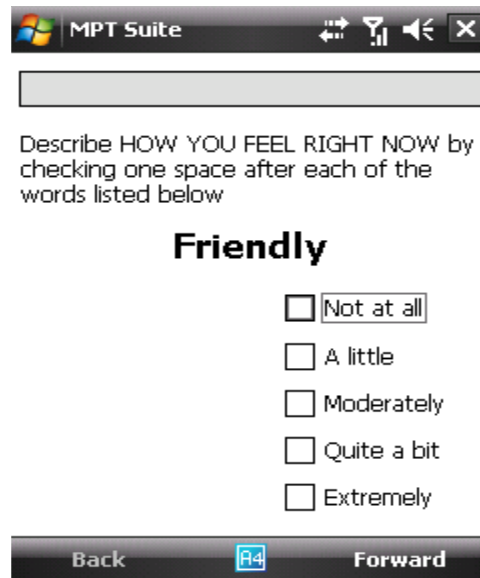 MPT Suite
Describe HOW YOU FEEL RIGHT NOW by
checking one space after each of the
words listed below
Friendly
Not at all
A little
Moderately
Quite a bit
Extremely
Back A4 Forward